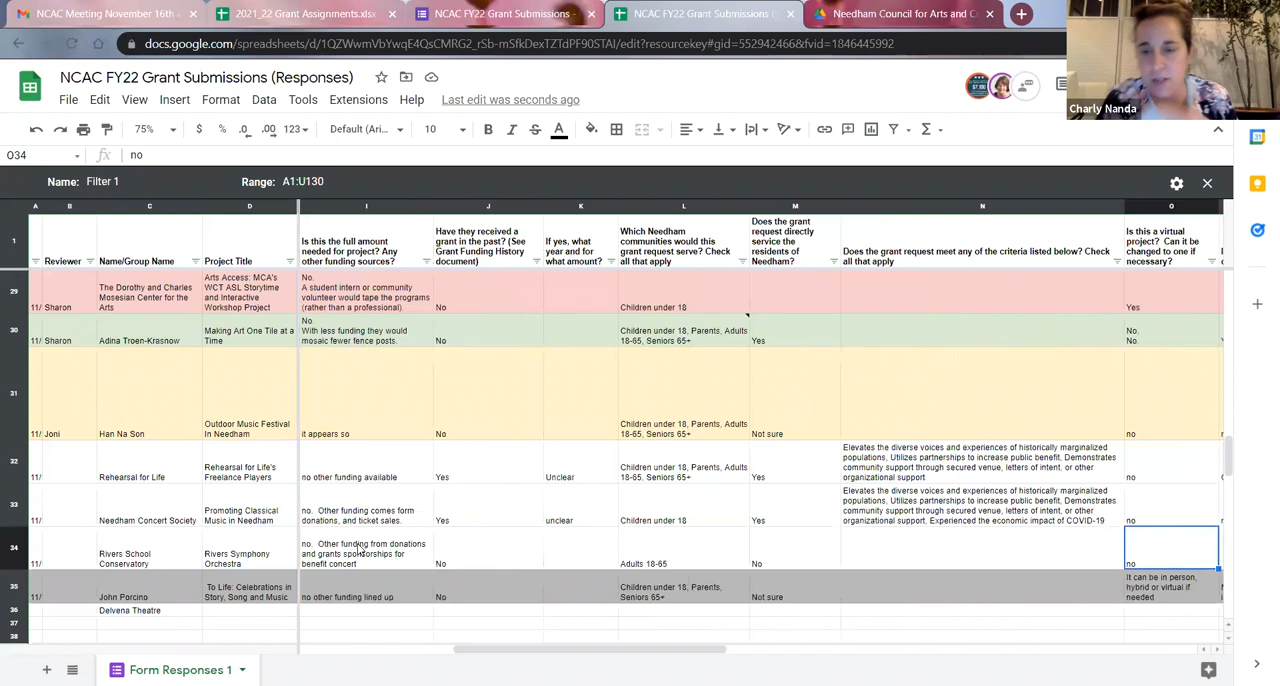 NCAC Meeting November 16th
2021_22 Grant Assignments.xlsx
NCAC FY22 Grant Submissions -
NCAC FY22 Grant Submissions (
Needham Council for Arts and C
docs.google.com/spreadsheets/d/1QZWwmVbYwqE4QsCMRG2_rSb-mSfkDexTZTdPF90STAI/edit?resourcekey#gid=552942466&fvid=1846445992
Charly Nanda
NCAC FY22 Grant Submissions (Responses)
File Edit View Insert Format Data Tools Extensions Help Last edit was seconds ago
75% $ % .0 .00 123 Default (Ari... 10 B I S A
O34 fx no
Name: Filter 1 Range: A1:U130
A B C D I J K L M N O
1
Reviewer
Name/Group Name
Project Title
Is this the full amount
needed for project? Any
other funding sources?
Have they received a
grant in the past? (See
Grant Funding History
document)
If yes, what
year and for
what amount?
Which Needham
communities would this
grant request serve? Check
all that apply
Does the grant
request directly
service the
residents of
Needham?
Does the grant request meet any of the criteria listed below? Check
all that apply
Is this a virtual
project? Can it be
changed to one if
necessary?
29
11/ Sharon
The Dorothy and Charles
Mosesian Center for the
Arts
Arts Access: MCA's
WCT ASL Storytime
and Interactive
Workshop Project
No.
A student intern or community
volunteer would tape the programs
(rather than a professional)
No
Children under 18
Yes
30
11/ Sharon
Adina Troen-Krasnow
Making Art One Tile at a
Time
No
With less funding they would
mosaic fewer fence posts.
No
Children under 18, Parents, Adults
18-65, Seniors 65+
Yes
No.
No.
31
11/ Joni
Han Na Son
Outdoor Music Festival
In Needham
it appears so
No
Children under 18, Parents, Adults
18-65, Seniors 65+
Not sure
no
32
11/
Rehearsal for Life
Rehearsal for Life's
Freelance Players
no other funding available
Yes
Unclear
Children under 18, Parents, Adults
18-65, Seniors 65+
Yes
Elevates the diverse voices and experiences of historically marginalized
populations, Utilizes partnerships to increase public benefit, Demonstrates
community support through secured venue, letters of intent, or other
organizational support
no
33
11/
Needham Concert Society
Promoting Classical
Music in Needham
no. Other funding comes form
donations, and ticket sales.
Yes
unclear
Children under 18
Yes
Elevates the diverse voices and experiences of historically marginalized
populations, Utilizes partnerships to increase public benefit, Demonstrates
community support through secured venue, letters of intent, or other
organizational support, Experienced the economic impact of COVID-19
no
34
11/
Rivers School
Conservatory
Rivers Symphony
Orchestra
no. Other funding from donations
and grants sponsorships for
benefit concert
No
Adults 18-65
No
no
35
11/
John Porcino
To Life: Celebrations in
Story, Song and Music
no other funding lined up
No
Children under 18, Parents,
Seniors 65+
Not sure
It can be in person,
hybrid or virtual if
needed
36
Delvena Theatre
37
38
Form Responses 1